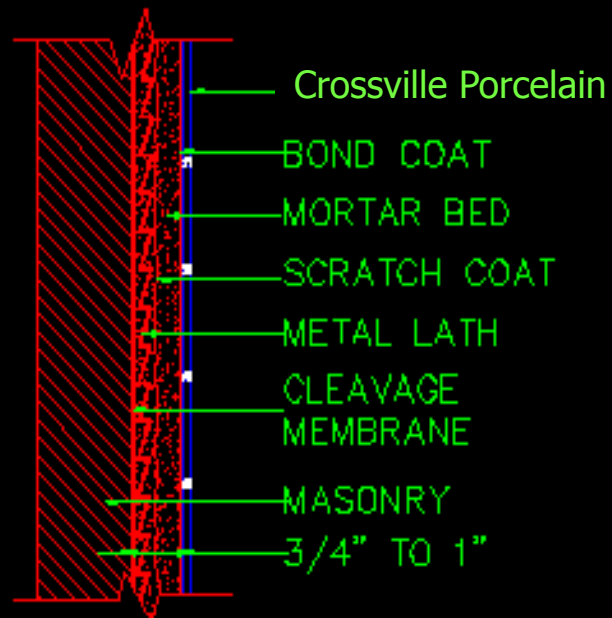 Crossville Porcelain
BOND COAT
MORTAR BED
SCRATCH COAT
METAL LATH
CLEAVAGE
MEMBRANE
MASONRY
3/4" TO 1"